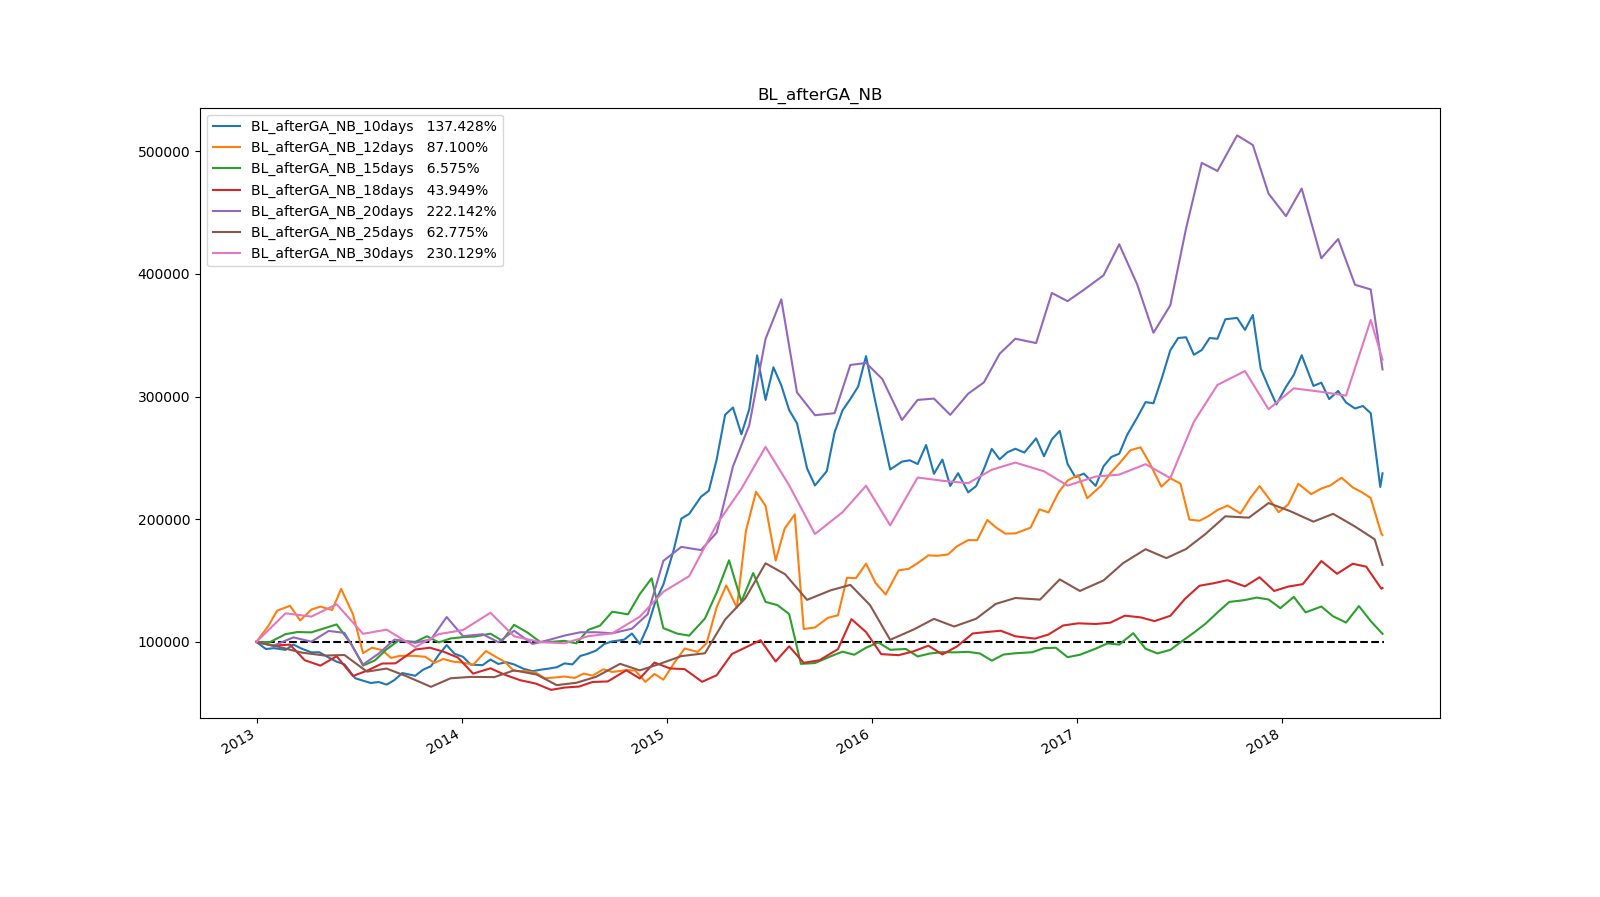 BL_afterGA_NB
BL_afterGA_NB_10days 137.428%
BL_afterGA_NB_12days 87.100%
BL_afterGA_NB_15days 6.575%
BL_afterGA_NB_18days 43.949%
BL_afterGA_NB_20days 222.142%
BL_afterGA_NB_25days 62.775%
BL_afterGA_NB_30days 230.129%
500000
400000
300000
200000
100000
2013
2014
2015
2016
2017
2018